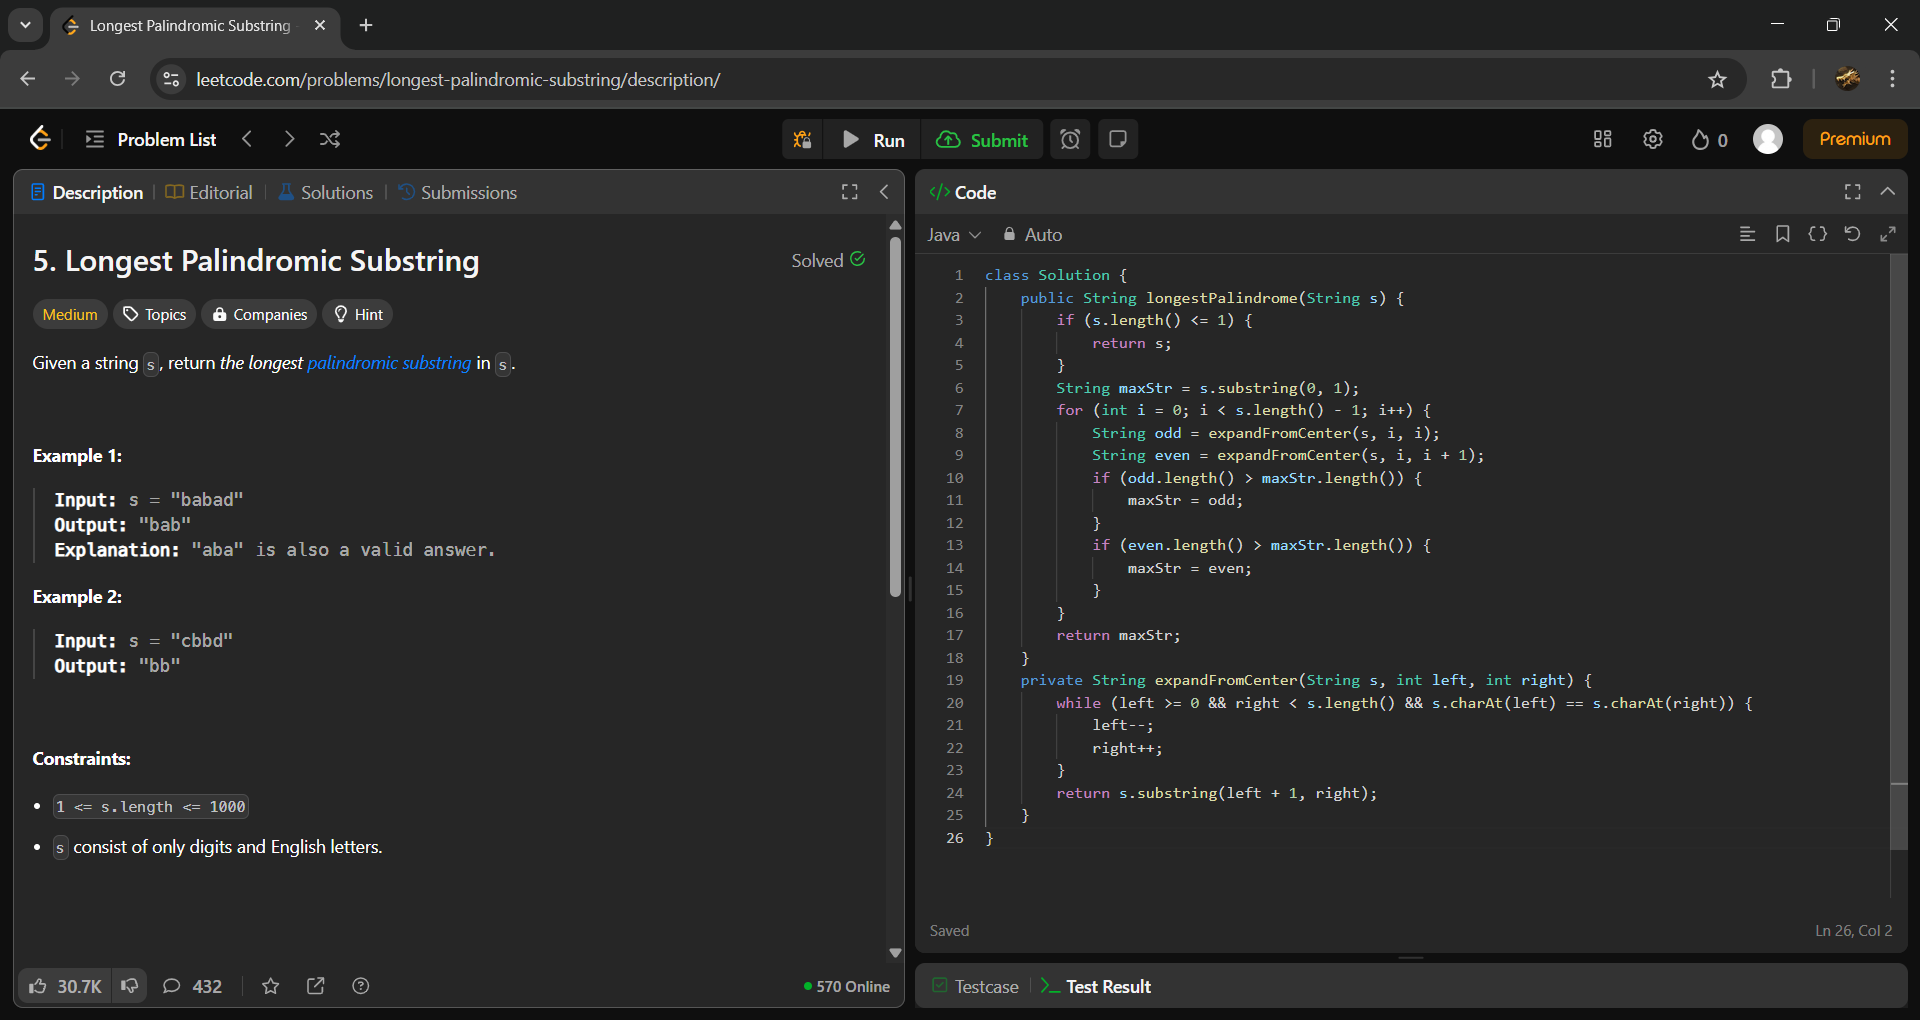 Longest Palindromic Substring
leetcode.com/problems/longest-palindromic-substring/description/
Problem List
Run
Submit
0
Premium
Description
Editorial
Solutions
Submissions
5. Longest Palindromic Substring
Solved
Medium
Topics
Companies
Hint
Given a string s, return the longest palindromic substring in s.
Example 1:
Input: s = "babad"
Output: "bab"
Explanation: "aba" is also a valid answer.
Example 2:
Input: s = "cbbd"
Output: "bb"
Constraints:
• 1 <= s.length <= 1000
• s consist of only digits and English letters.
30.7K
432
570 Online
</> Code
Java
Auto
1 class Solution {
2     public String longestPalindrome(String s) {
3         if (s.length() <= 1) {
4             return s;
5         }
6         String maxStr = s.substring(0, 1);
7         for (int i = 0; i < s.length() - 1; i++) {
8             String odd = expandFromCenter(s, i, i);
9             String even = expandFromCenter(s, i, i + 1);
10             if (odd.length() > maxStr.length()) {
11                 maxStr = odd;
12             }
13             if (even.length() > maxStr.length()) {
14                 maxStr = even;
15             }
16         }
17         return maxStr;
18     }
19     private String expandFromCenter(String s, int left, int right) {
20         while (left >= 0 && right < s.length() && s.charAt(left) == s.charAt(right)) {
21             left--;
22             right++;
23         }
24         return s.substring(left + 1, right);
25     }
26 }
Saved
Ln 26, Col 2
Testcase
Test Result